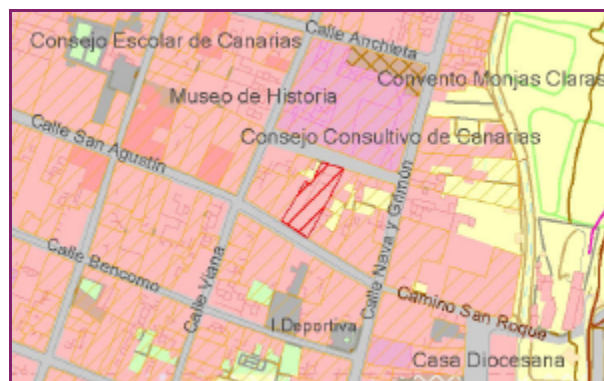 Calle Anchieta
Consejo Escolar de Canarias
Convento Monjas Claras
Museo de Historia
Consejo Consultivo de Canarias
Calle San Agustín
Calle Nava y Grimón
Calle Viana
Calle Bencomo
Camino San Roque
I.Deportiva
Casa Diocesana